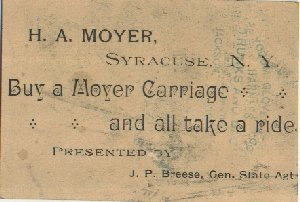 H. A. MOYER,
SYRACUSE, N. Y.
Buy a Moyer Carriage
and all take a ride
PRESENTED BY
J. P. Breese, Gen. State Agt